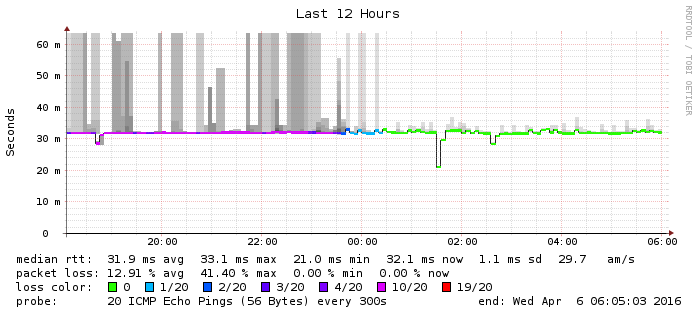 Last 12 Hours
RRDTOOL / TOBI OETIKER
Seconds
60 m
50 m
40 m
30 m
20 m
10 m
0
20:00 22:00 00:00 02:00 04:00 06:00
median rtt: 31.9 ms avg 33.1 ms max 21.0 ms min 32.1 ms now 1.1 ms sd 29.7 am/s
packet loss: 12.91 % avg 41.40 % max 0.00 % min 0.00 % now
loss color: 0 1/20 2/20 3/20 4/20 10/20 19/20
probe: 20 ICMP Echo Pings (56 Bytes) every 300s end: Wed Apr 6 06:05:03 2016